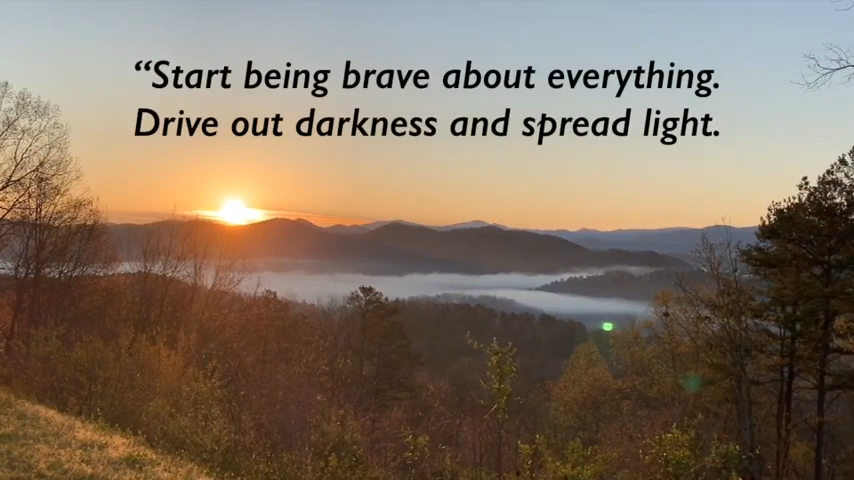 “Start being brave about everything.
Drive out darkness and spread light.